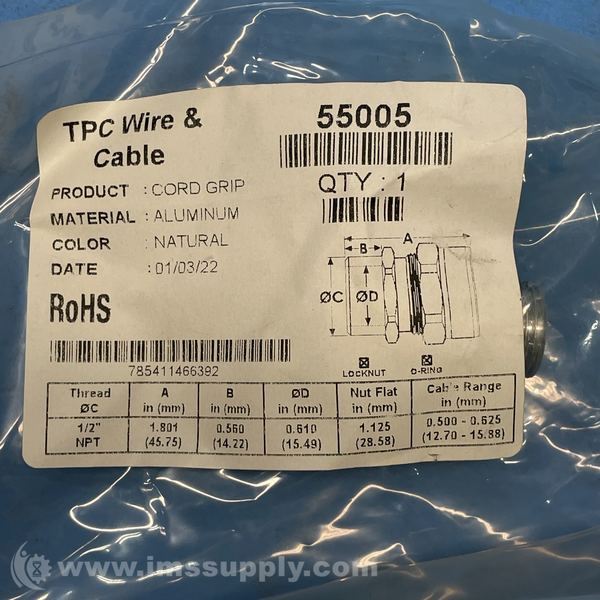 TPC Wire &
Cable
55005
PRODUCT : CORD GRIP
MATERIAL : ALUMINUM
COLOR : NATURAL
DATE : 01/03/22
QTY : 1
RoHS
785411466392
A
B
ØC
ØD
LOCKNUT
O-RING
Thread ØC A in (mm) B in (mm) ØD in (mm) Nut Flat in (mm) Cable Range in (mm)
1/2" NPT 1.801 (45.75) 0.560 (14.22) 0.610 (15.49) 1.125 (28.58) 0.500 - 0.625 (12.70 - 15.88)
www.imssupply.com